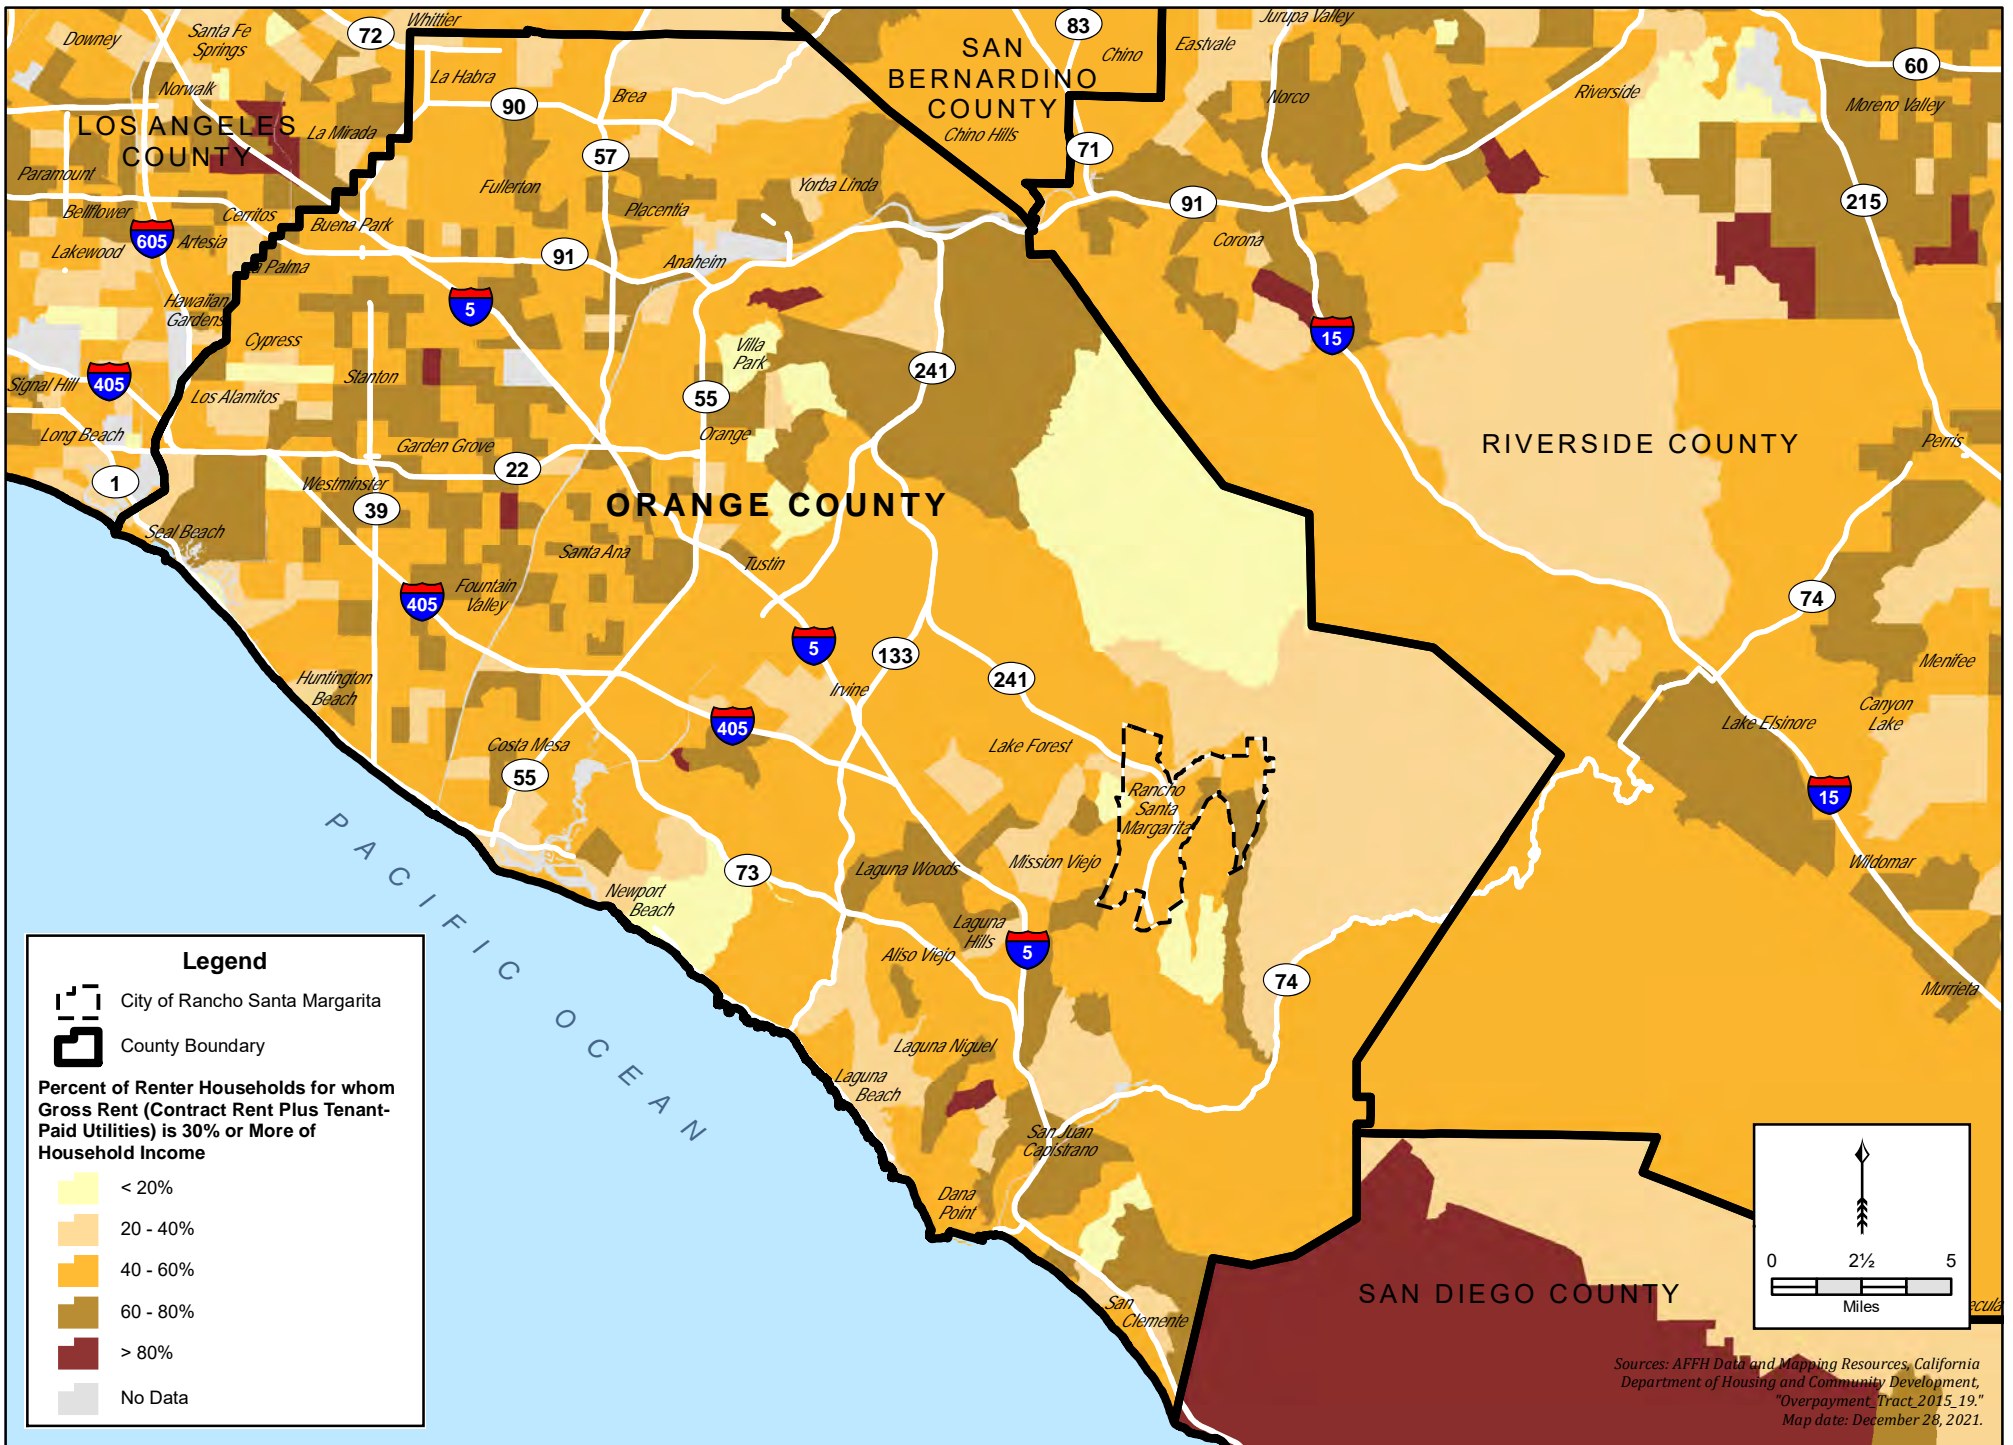 Whittier
Downey
Santa Fe
Springs
72
83
Jurupa Valley
SAN
BERNARDINO
COUNTY
Chino
Eastvale
60
La Habra
Norwalk
90
Brea
Norco
Riverside
Moreno Valley
LOS ANGELES
COUNTY
La Mirada
Chino Hills
57
71
Paramount
Fullerton
Yorba Linda
Bellflower
Cerritos
Buena Park
Placentia
91
215
605
Artesia
Lakewood
La Palma
91
Anaheim
Corona
Hawaiian
Gardens
5
Cypress
Villa
Park
15
Signal Hill
405
Stanton
241
Los Alamitos
55
Long Beach
Garden Grove
Orange
RIVERSIDE COUNTY
Perris
22
1
Westminster
39
ORANGE COUNTY
Seal Beach
Santa Ana
Tustin
Fountain
Valley
405
74
5
133
Menifee
Huntington
Beach
Irvine
241
Canyon
Lake
405
Lake Elsinore
Costa Mesa
Lake Forest
55
Rancho
Santa
Margarita
15
PACIFIC OCEAN
73
Laguna Woods
Mission Viejo
Wildomar
Newport
Beach
Laguna
Hills
5
Aliso Viejo
74
Murrieta
Laguna Niguel
Laguna
Beach
San Juan
Capistrano
Dana
Point
San
Clemente
SAN DIEGO COUNTY
ecula
Legend
City of Rancho Santa Margarita
County Boundary
Percent of Renter Households for whom
Gross Rent (Contract Rent Plus Tenant-
Paid Utilities) is 30% or More of
Household Income
< 20%
20 - 40%
40 - 60%
60 - 80%
> 80%
No Data
0 2½ 5
Miles
Sources: AFFH Data and Mapping Resources, California
Department of Housing and Community Development,
"Overpayment_Tract_2015_19."
Map date: December 28, 2021.